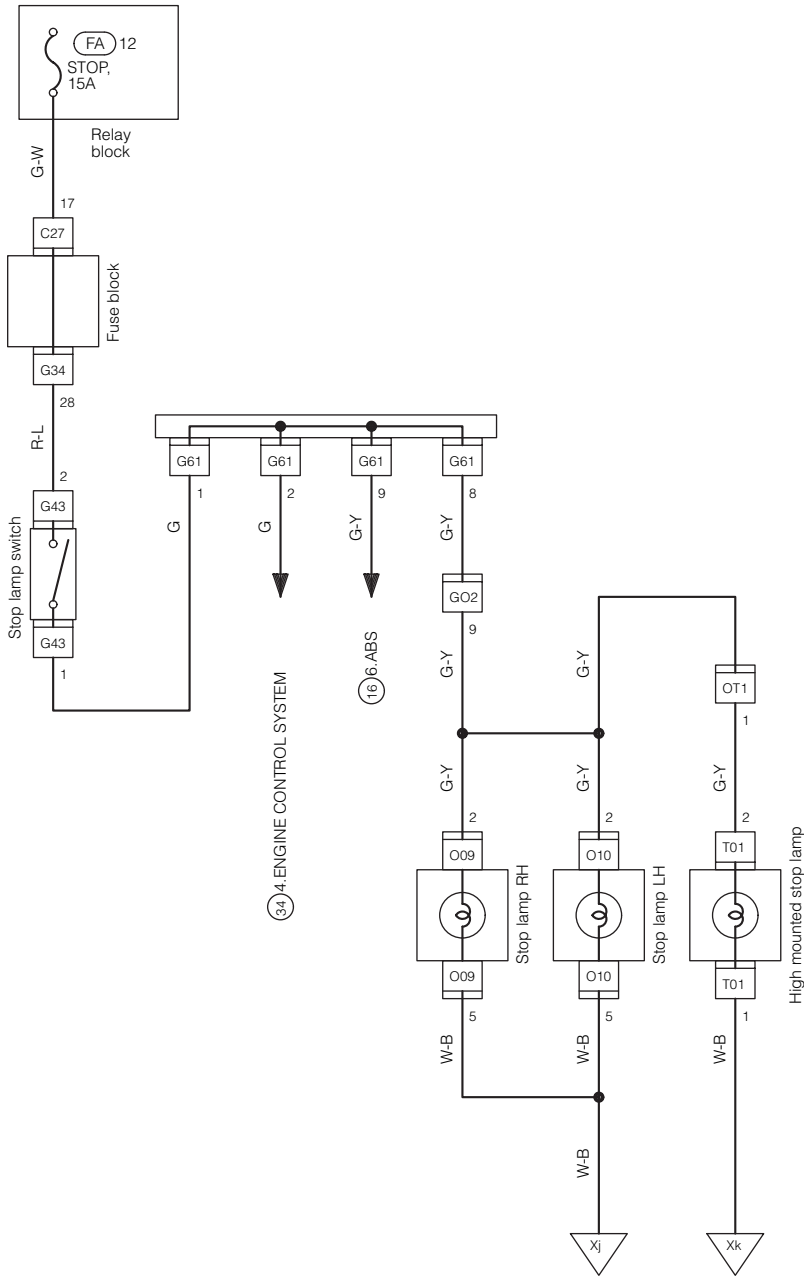 FA 12
STOP,
15A
Relay
block
G-W
17
C27
Fuse block
G34
28
R-L
2
G43
Stop lamp switch
G43
1
G61
G61
G61
G61
1
2
9
8
G
G
G-Y
G-Y
GO2
9
34 4.ENGINE CONTROL SYSTEM
16 6.ABS
G-Y
G-Y
OT1
1
G-Y
G-Y
G-Y
2
2
2
O09
O10
T01
Stop lamp RH
Stop lamp LH
High mounted stop lamp
O09
O10
T01
5
5
1
W-B
W-B
W-B
W-B
Xj
Xk